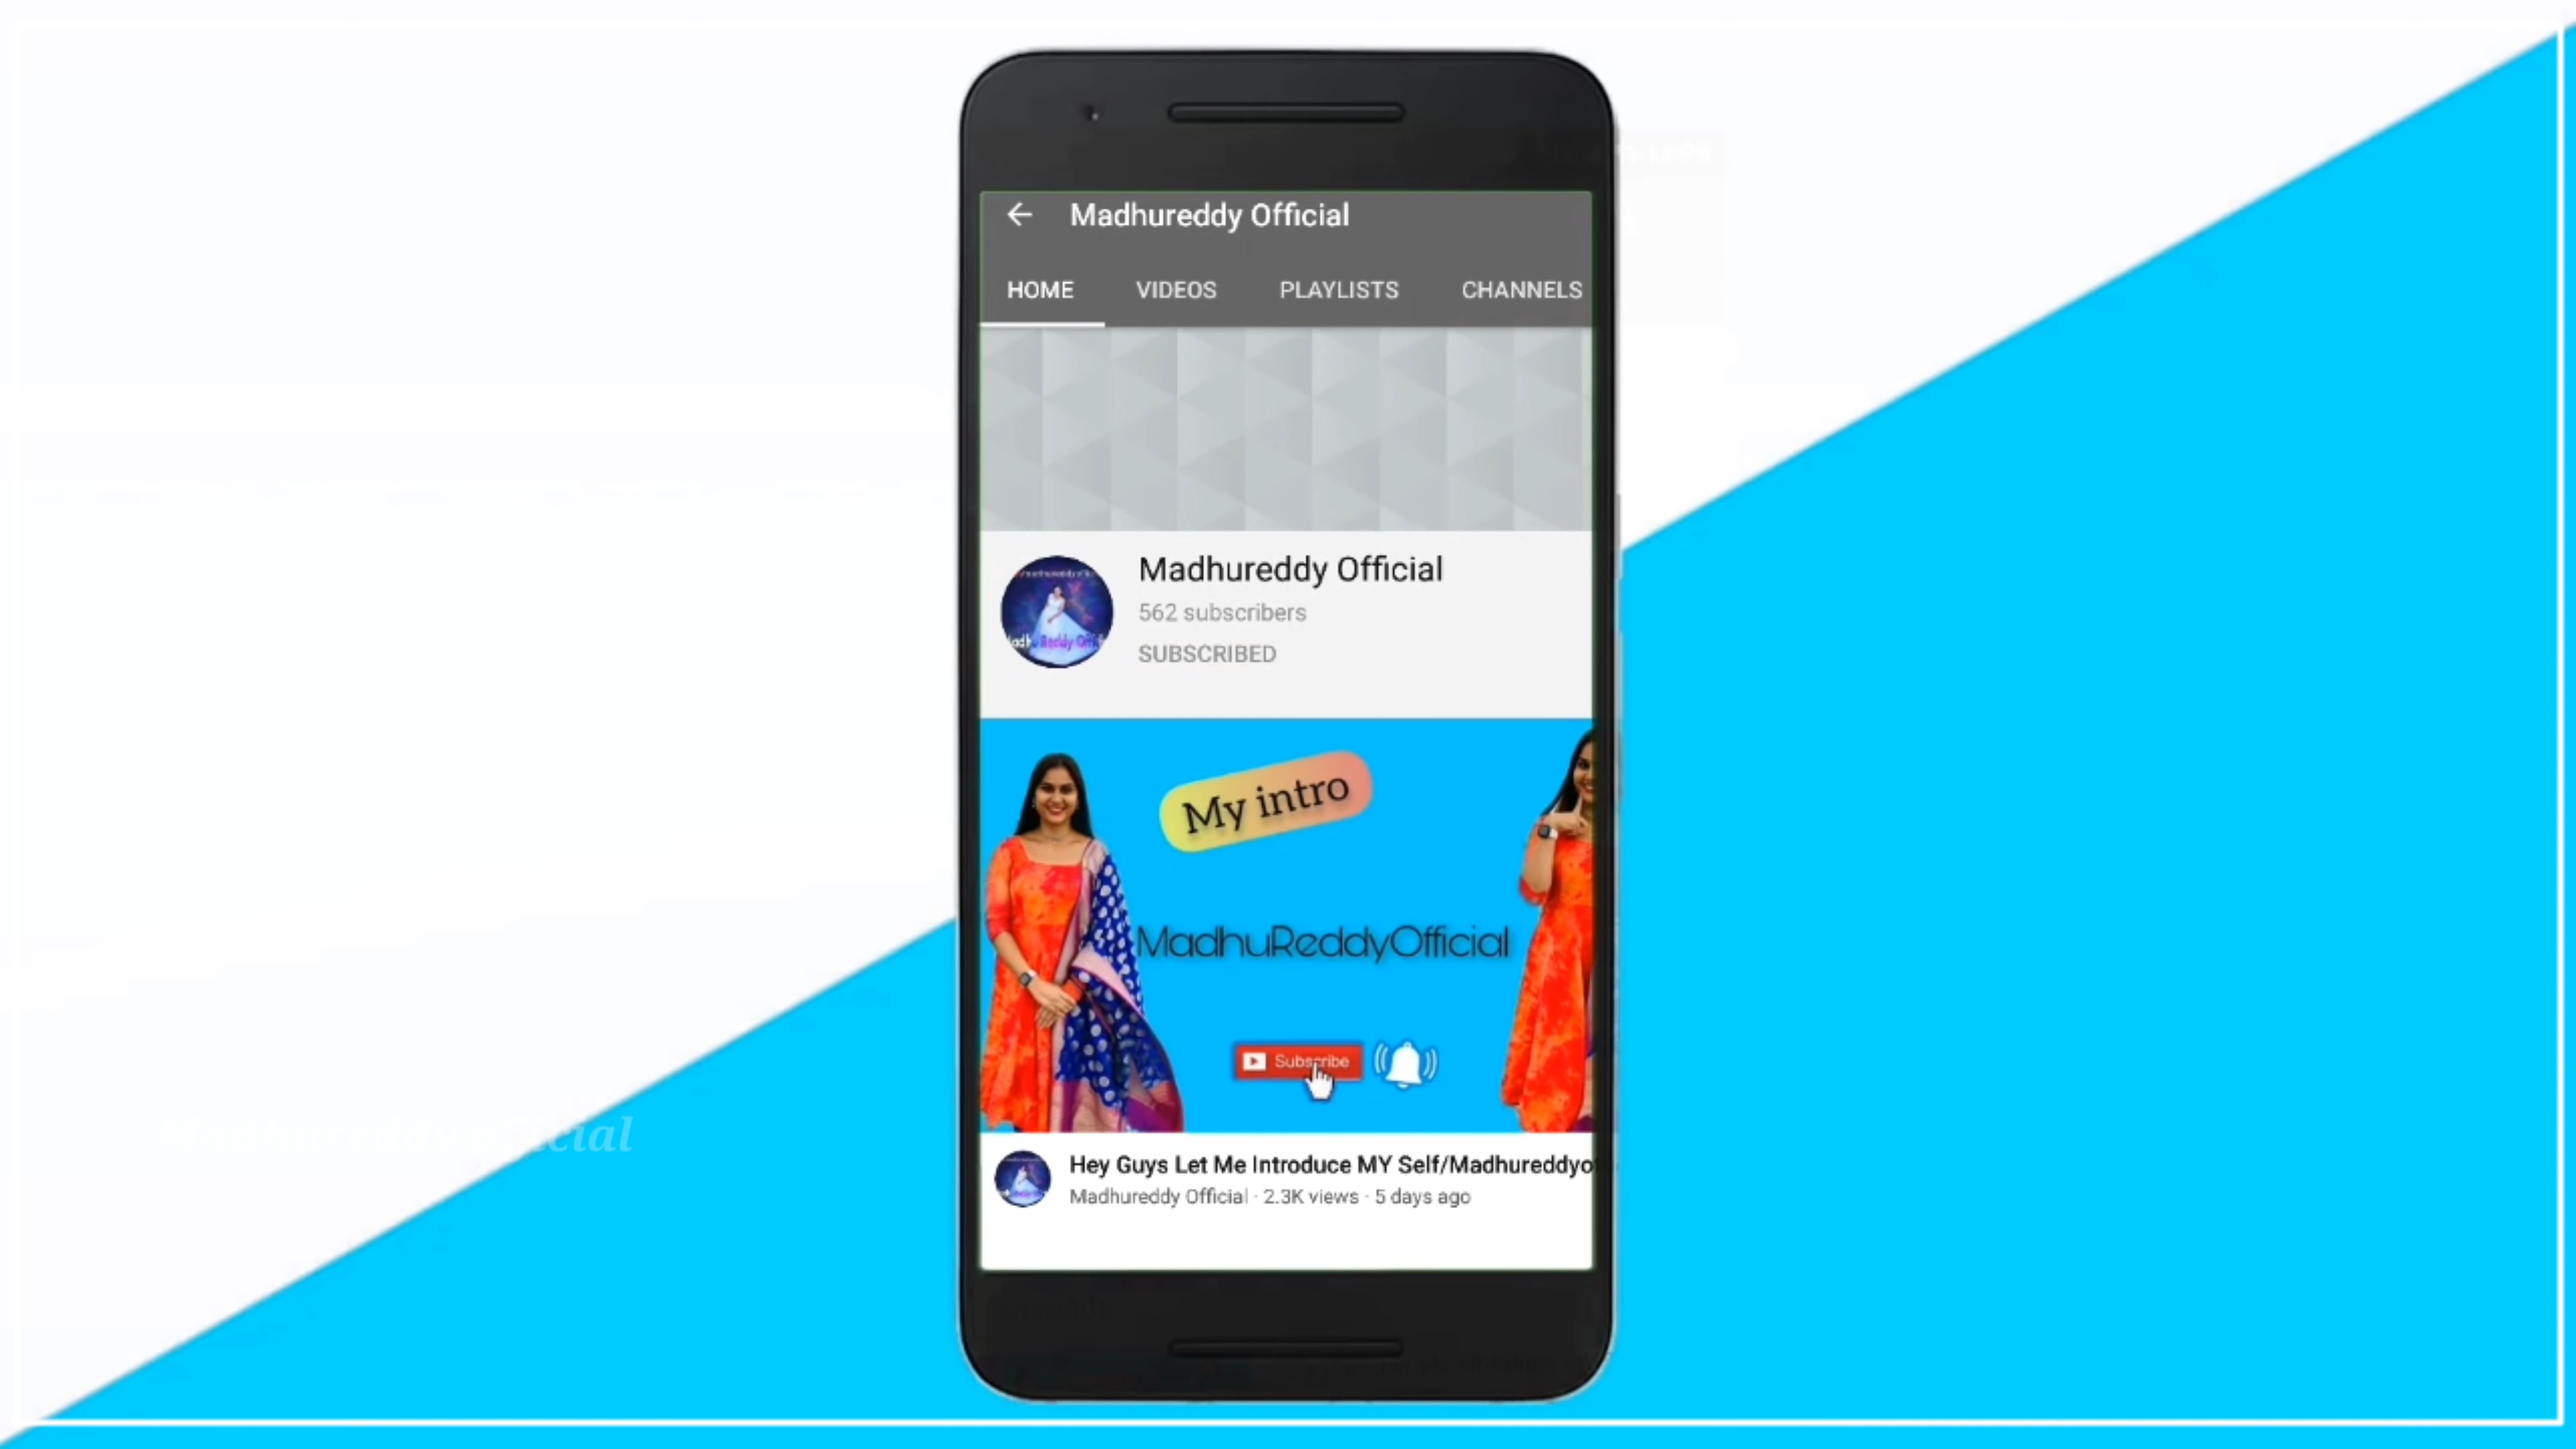 Madhureddy Official
HOME VIDEOS PLAYLISTS CHANNELS
Madhureddy Official
562 subscribers
SUBSCRIBED
My intro
MadhuReddyOfficial
Subscribe
Hey Guys Let Me Introduce MY Self/Madhureddyo
Madhureddy Official · 2.3K views · 5 days ago